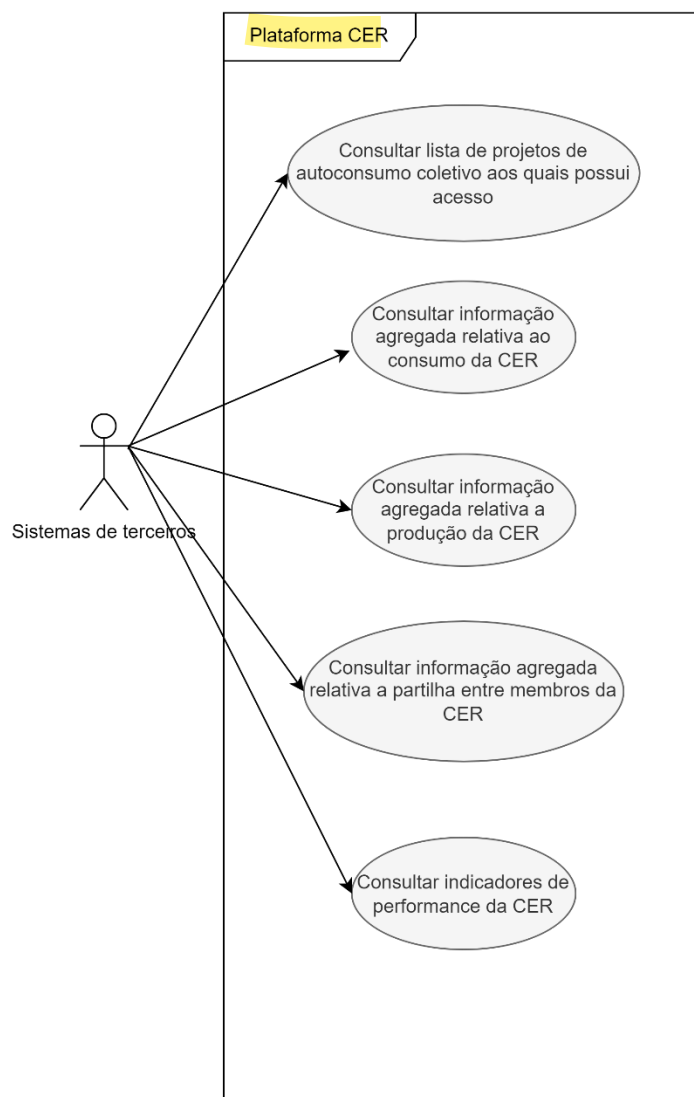 Plataforma CER
Consultar lista de projetos de
autoconsumo coletivo aos quais possui
acesso
Consultar informação
agregada relativa ao
consumo da CER
Sistemas de terceiros
Consultar informação
agregada relativa a
produção da CER
Consultar informação agregada
relativa a partilha entre membros da
CER
Consultar indicadores de
performance da CER